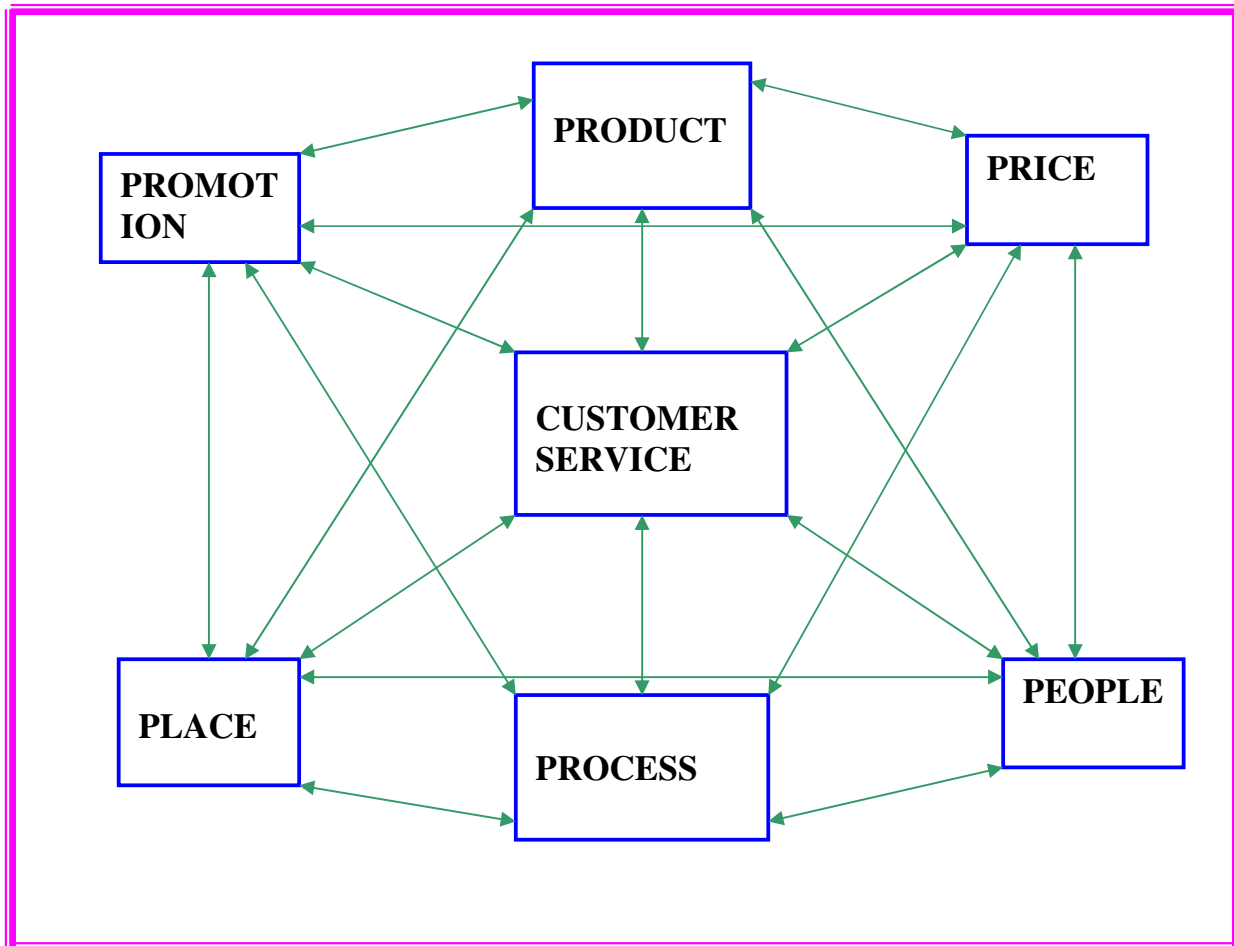 PRODUCT
PRICE
PROMOT
ION
CUSTOMER
SERVICE
PLACE
PROCESS
PEOPLE